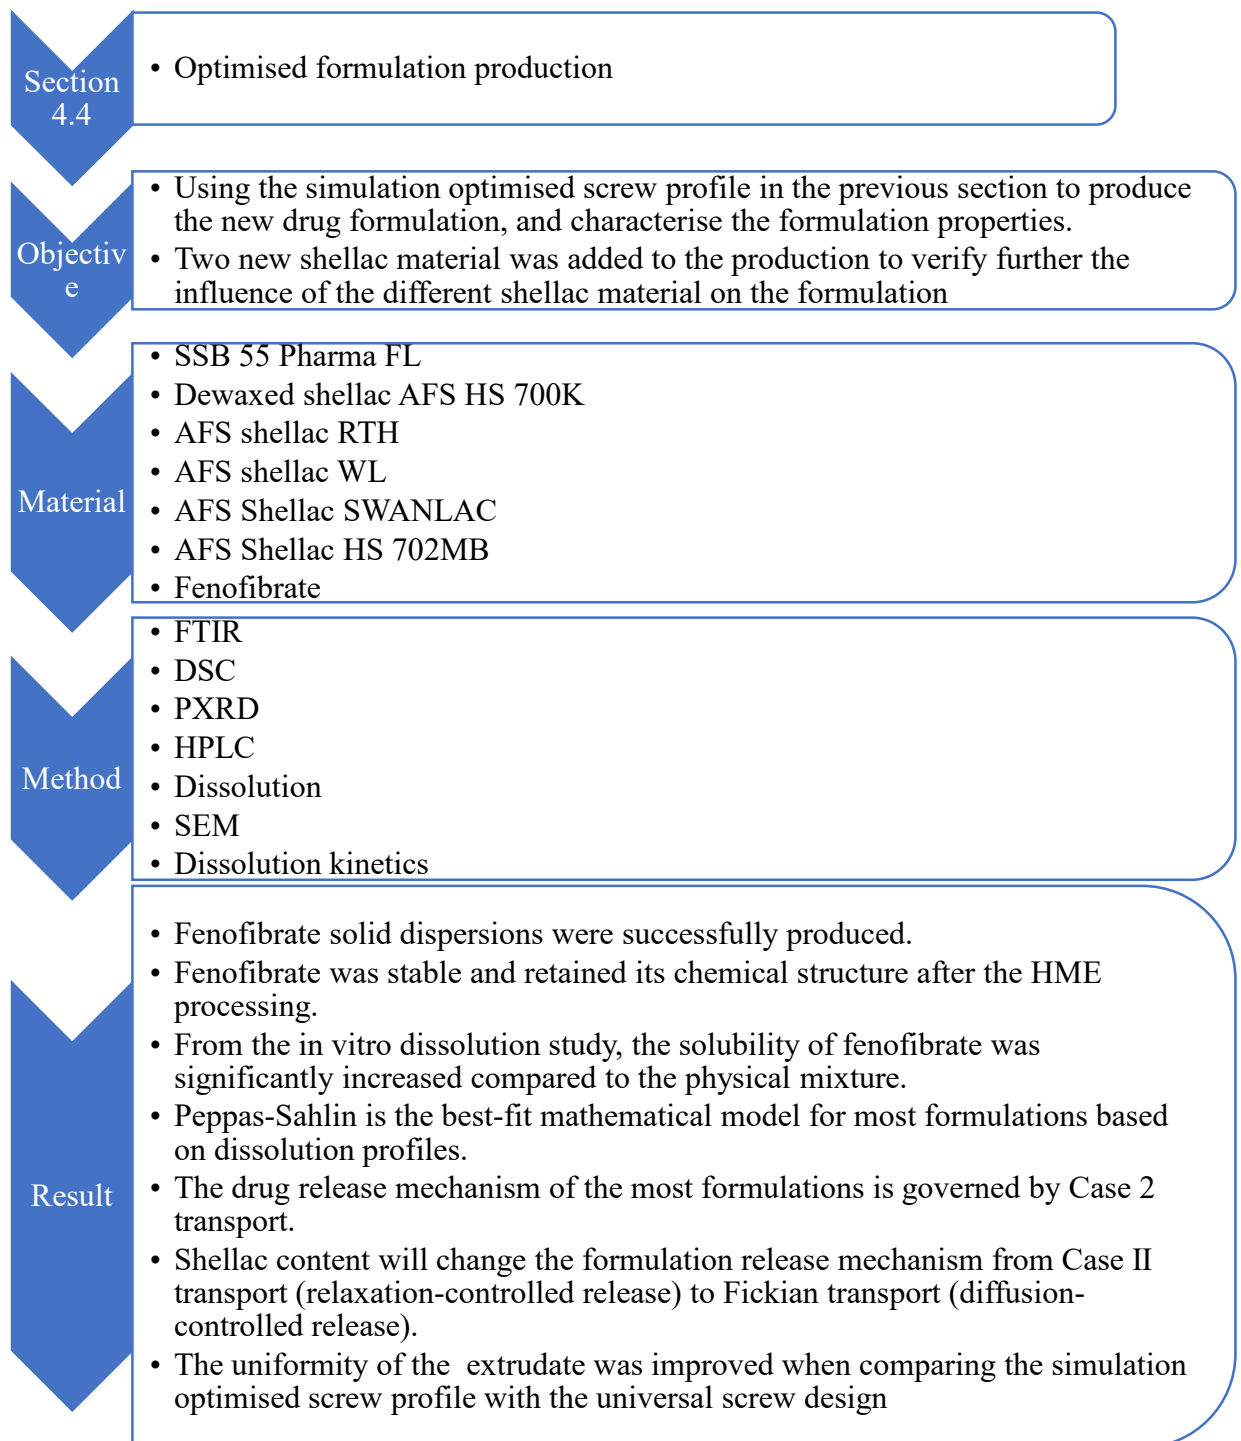 Section
4.4
• Optimised formulation production
Objectiv
e
• Using the simulation optimised screw profile in the previous section to produce
the new drug formulation, and characterise the formulation properties.
• Two new shellac material was added to the production to verify further the
influence of the different shellac material on the formulation
Material
• SSB 55 Pharma FL
• Dewaxed shellac AFS HS 700K
• AFS shellac RTH
• AFS shellac WL
• AFS Shellac SWANLAC
• AFS Shellac HS 702MB
• Fenofibrate
Method
• FTIR
• DSC
• PXRD
• HPLC
• Dissolution
• SEM
• Dissolution kinetics
Result
• Fenofibrate solid dispersions were successfully produced.
• Fenofibrate was stable and retained its chemical structure after the HME
processing.
• From the in vitro dissolution study, the solubility of fenofibrate was
significantly increased compared to the physical mixture.
• Peppas-Sahlin is the best-fit mathematical model for most formulations based
on dissolution profiles.
• The drug release mechanism of the most formulations is governed by Case 2
transport.
• Shellac content will change the formulation release mechanism from Case II
transport (relaxation-controlled release) to Fickian transport (diffusion-
controlled release).
• The uniformity of the  extrudate was improved when comparing the simulation
optimised screw profile with the universal screw design